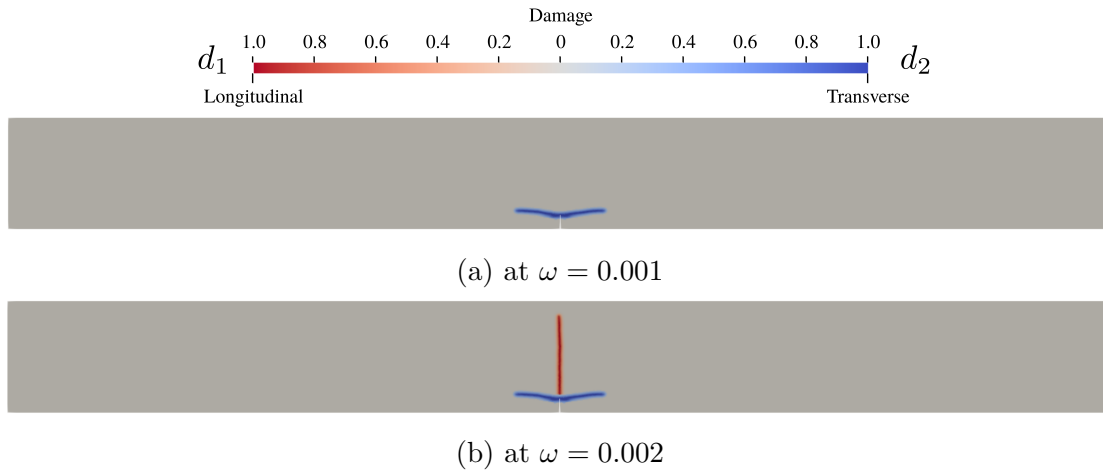 Damage
d₁ 1.0 0.8 0.6 0.4 0.2 0 0.2 0.4 0.6 0.8 1.0 d₂
Longitudinal Transverse
(a) at ω = 0.001
(b) at ω = 0.002